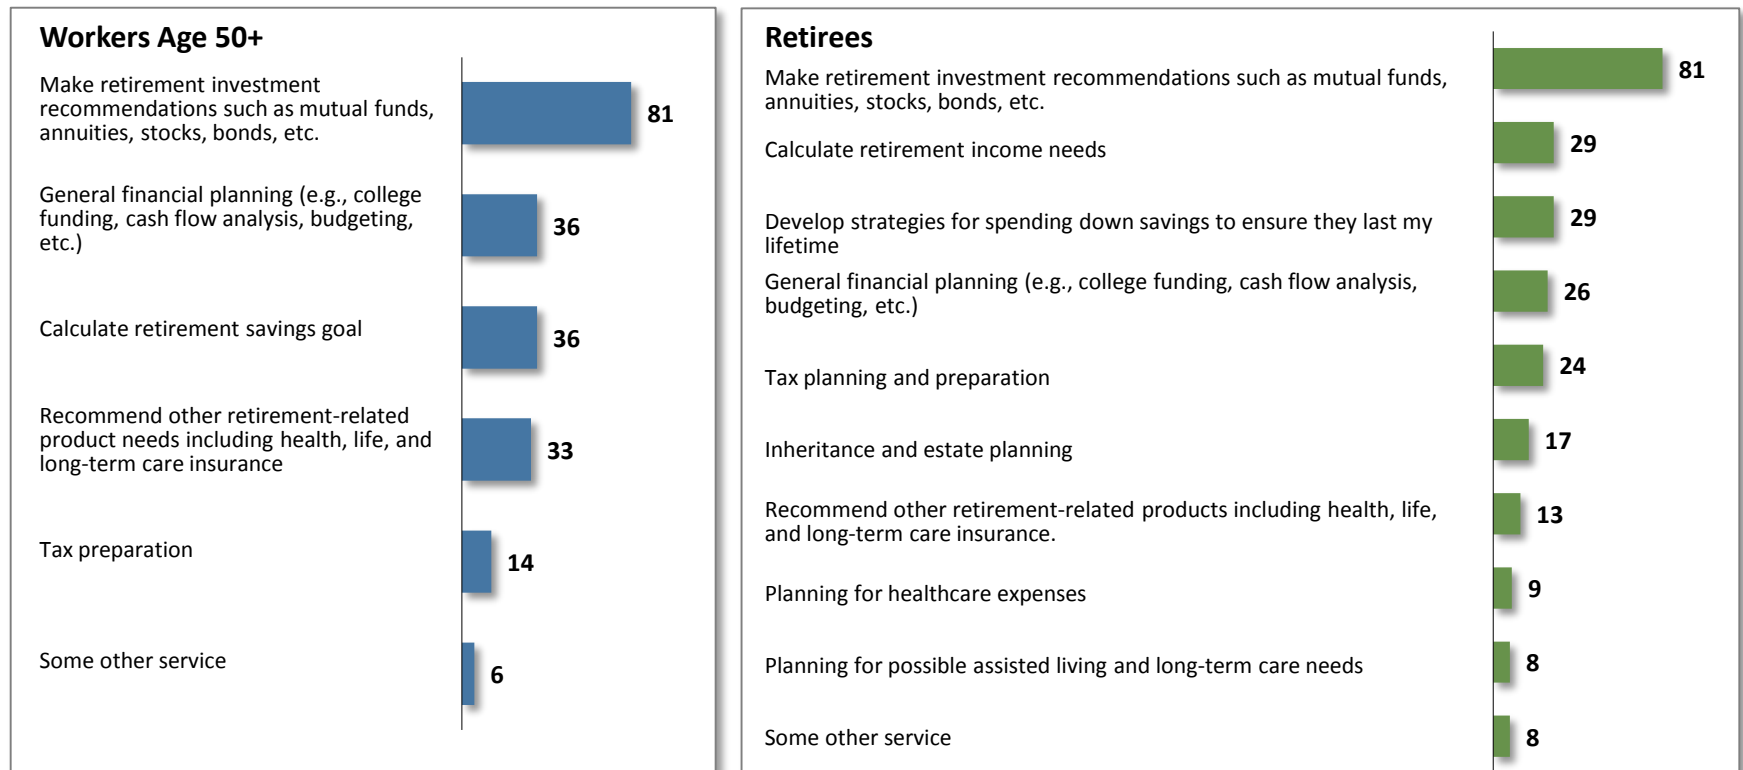 Workers Age 50+
Make retirement investment
recommendations such as mutual funds,
annuities, stocks, bonds, etc.
81
General financial planning (e.g., college
funding, cash flow analysis, budgeting,
etc.)
36
Calculate retirement savings goal
36
Recommend other retirement-related
product needs including health, life, and
long-term care insurance
33
Tax preparation
14
Some other service
6
Retirees
Make retirement investment recommendations such as mutual funds,
annuities, stocks, bonds, etc.
81
Calculate retirement income needs
29
Develop strategies for spending down savings to ensure they last my
lifetime
29
General financial planning (e.g., college funding, cash flow analysis,
budgeting, etc.)
26
Tax planning and preparation
24
Inheritance and estate planning
17
Recommend other retirement-related products including health, life,
and long-term care insurance.
13
Planning for healthcare expenses
9
Planning for possible assisted living and long-term care needs
8
Some other service
8